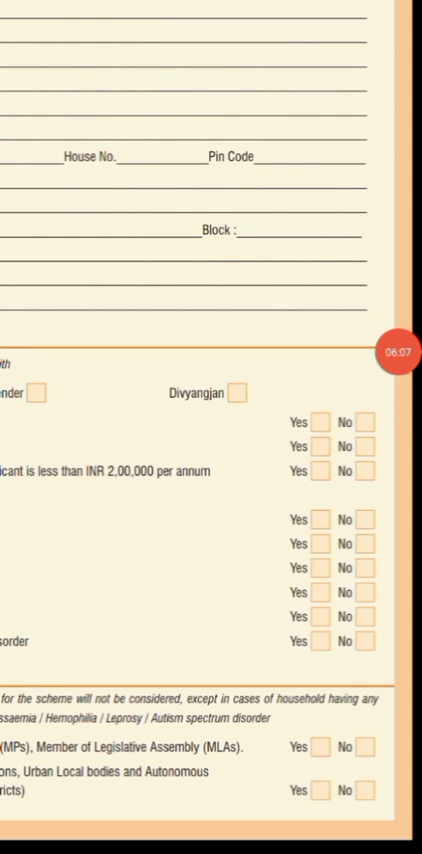 House No. Pin Code
Block :
06:07
ith
nder Divyangjan
Yes No
Yes No
icant is less than INR 2,00,000 per annum Yes No
Yes No
Yes No
Yes No
Yes No
Yes No
sorder Yes No
for the scheme will not be considered, except in cases of household having any
ssaemia / Hemophilia / Leprosy / Autism spectrum disorder
(MPs), Member of Legislative Assembly (MLAs). Yes No
ons, Urban Local bodies and Autonomous
ricts) Yes No